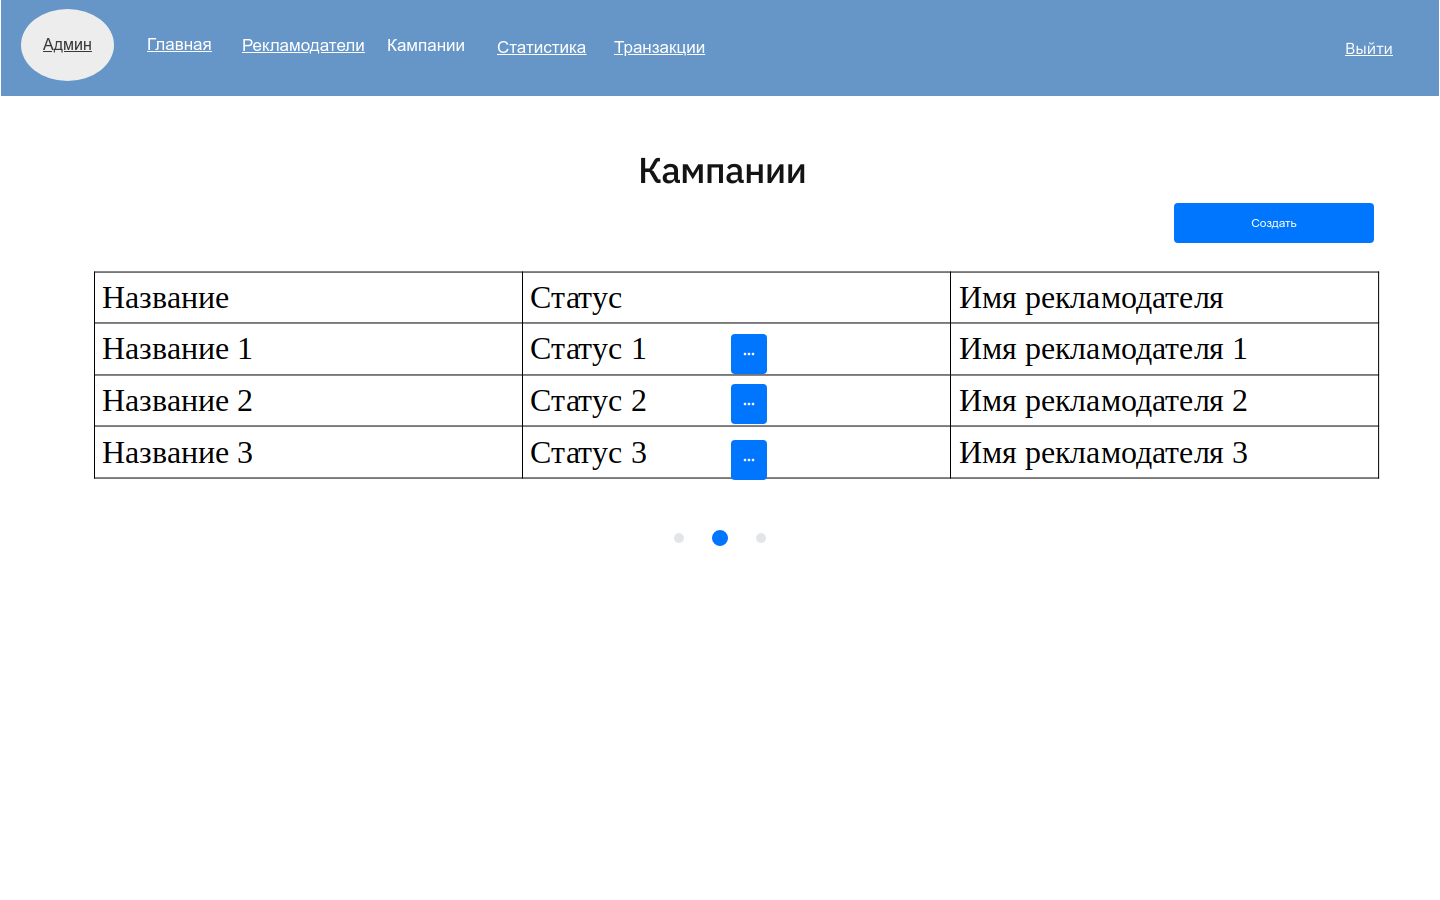 Админ Главная Рекламодатели Кампании Статистика Транзакции Выйти
Кампании
Создать
Название Статус Имя рекламодателя
Название 1 Статус 1 ... Имя рекламодателя 1
Название 2 Статус 2 ... Имя рекламодателя 2
Название 3 Статус 3 ... Имя рекламодателя 3